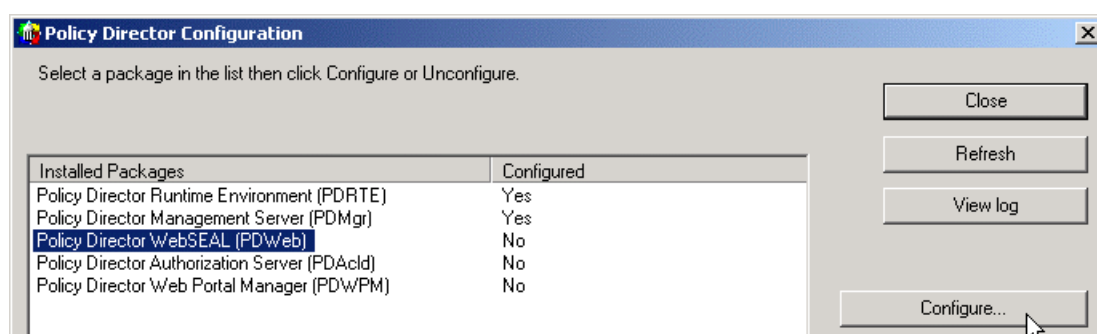 Policy Director Configuration
Select a package in the list then click Configure or Unconfigure.
Close
Refresh
View log
Installed Packages Configured
Policy Director Runtime Environment (PDRTE) Yes
Policy Director Management Server (PDMgr) Yes
Policy Director WebSEAL (PDWeb) No
Policy Director Authorization Server (PDAcld) No
Policy Director Web Portal Manager (PDWPM) No
Configure...